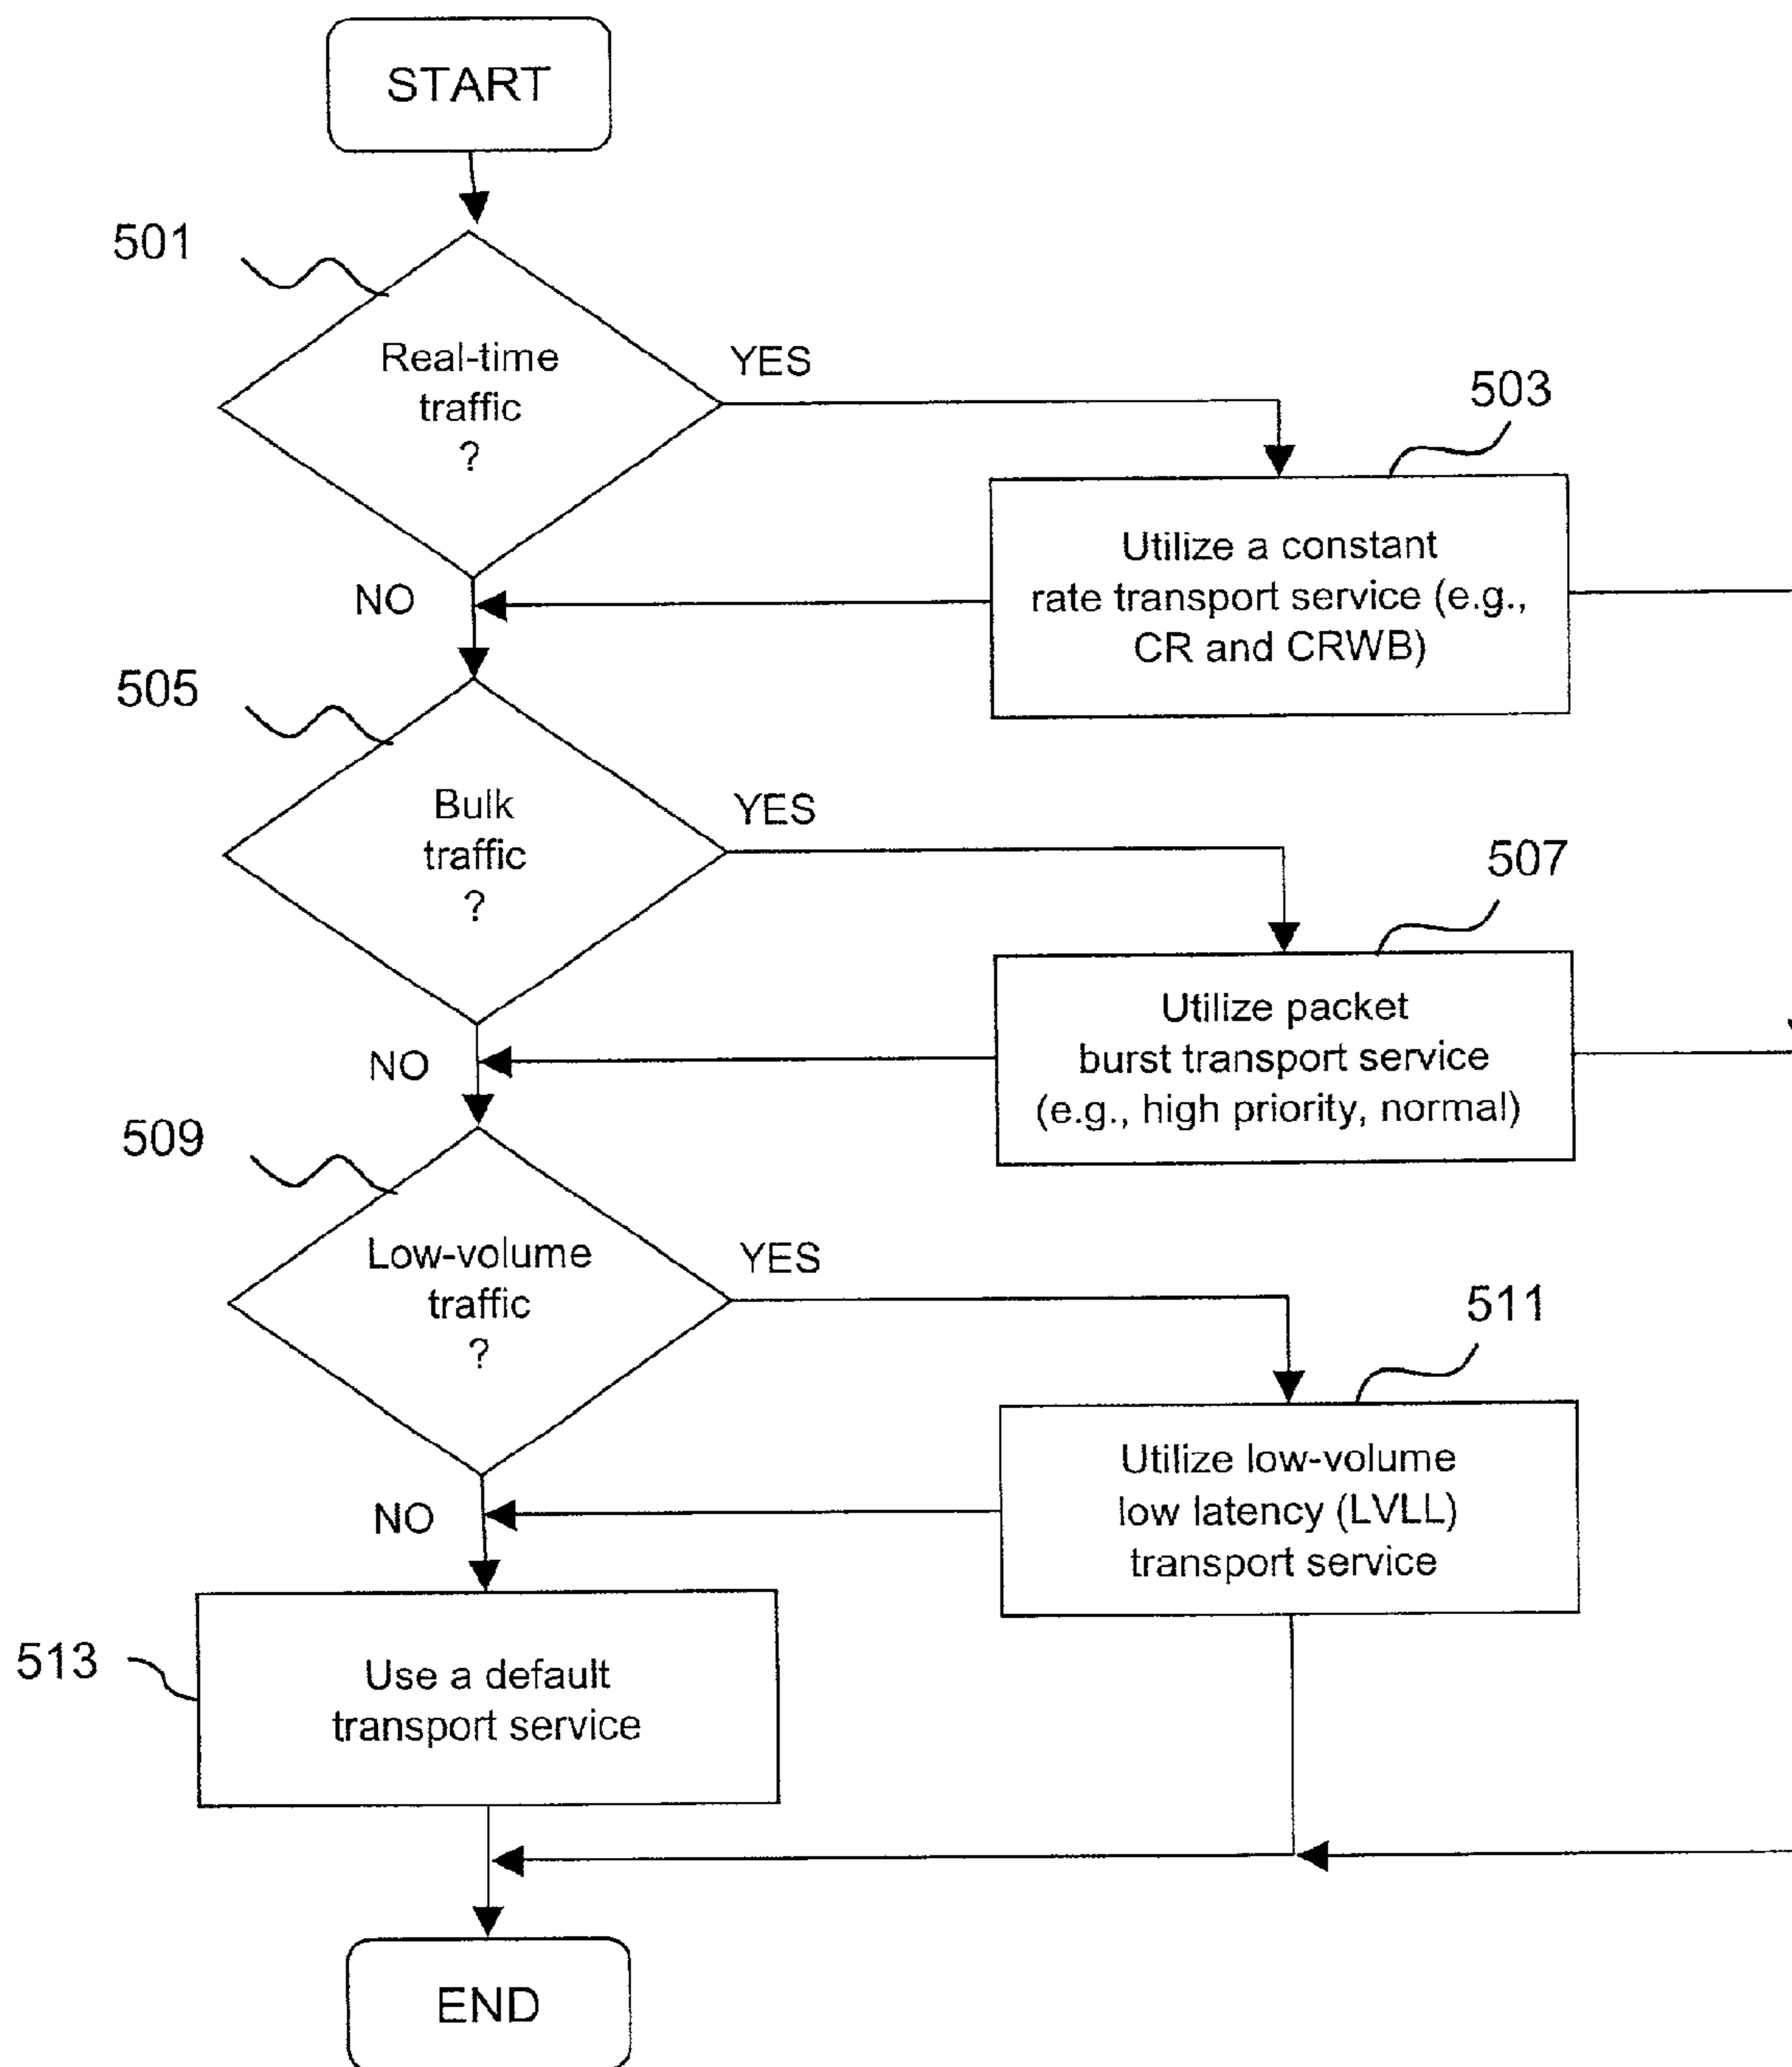 START
501
Real-time
traffic
?
YES
503
Utilize a constant
rate transport service (e.g.,
CR and CRWB)
NO
505
Bulk
traffic
?
YES
507
Utilize packet
burst transport service
(e.g., high priority, normal)
NO
509
Low-volume
traffic
?
YES
511
Utilize low-volume
low latency (LVLL)
transport service
NO
513
Use a default
transport service
END